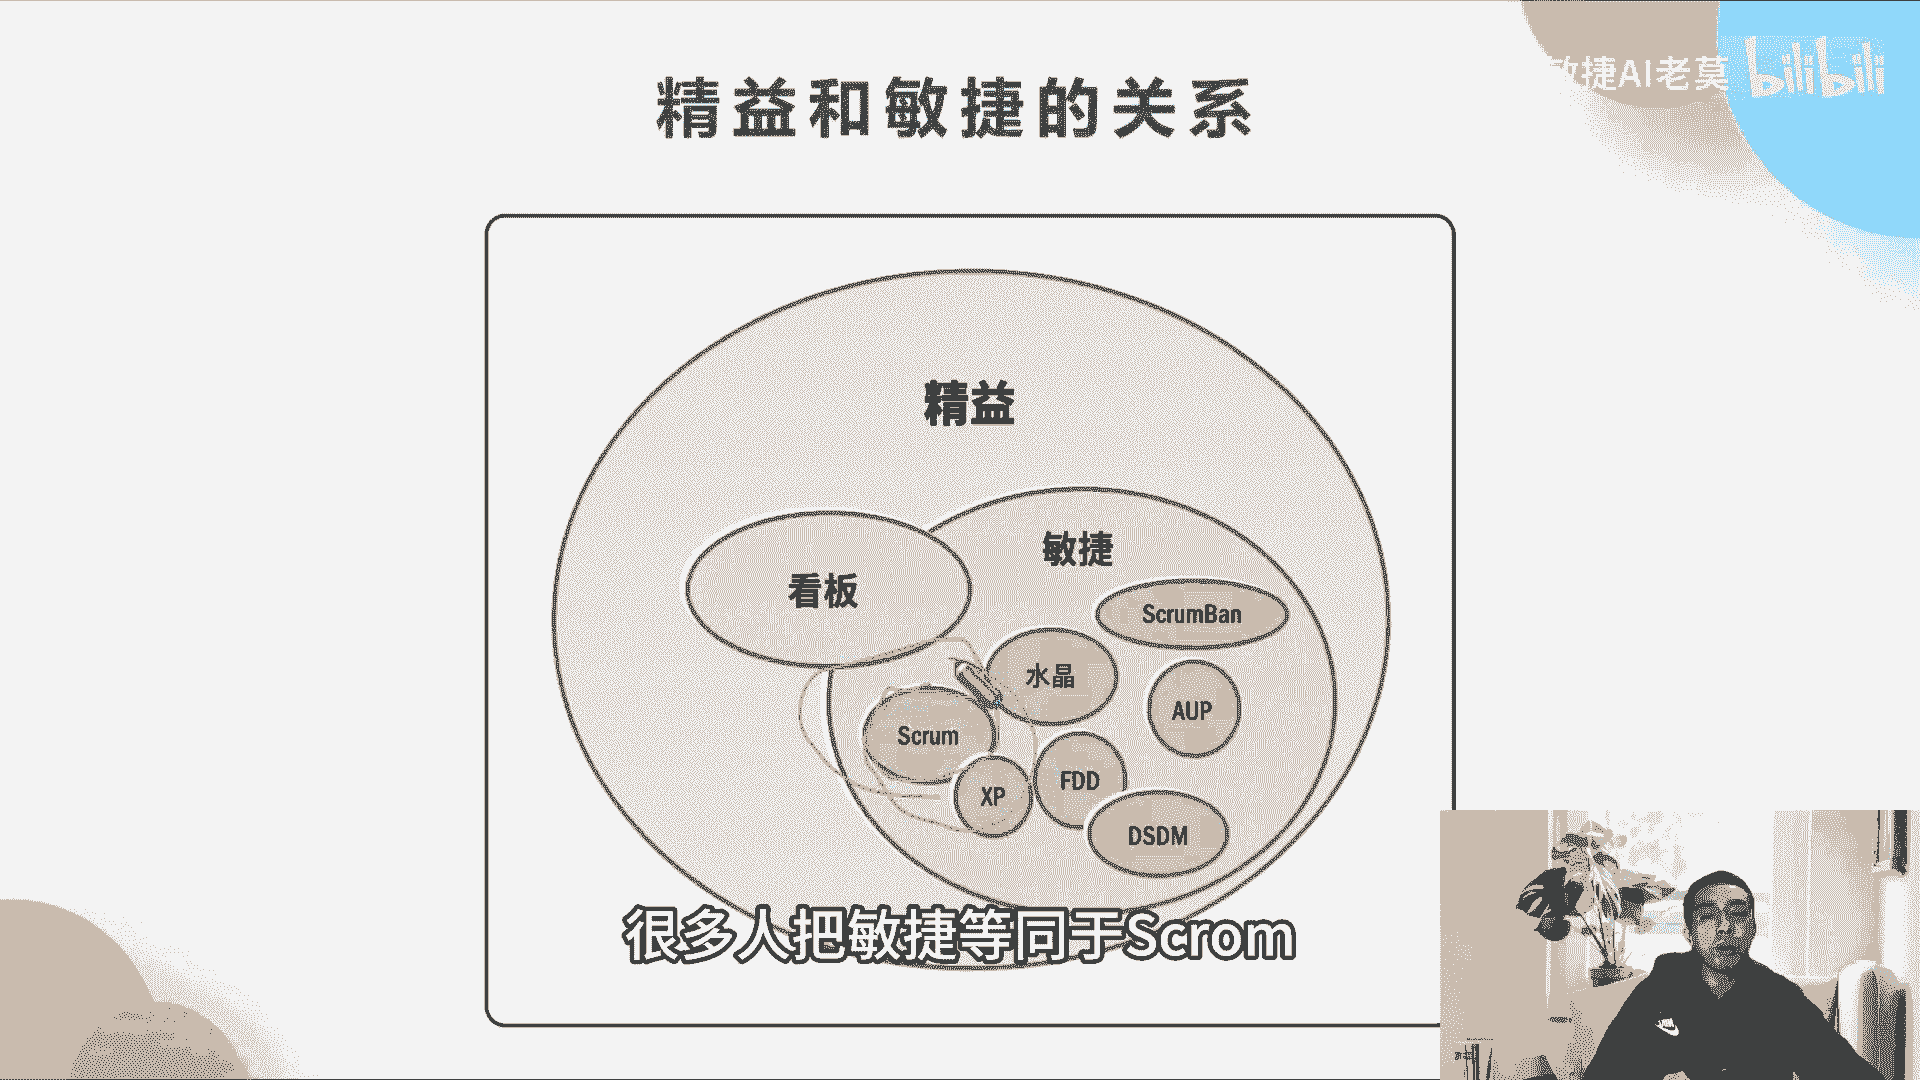 敏捷AI老莫 bilibili
精益和敏捷的关系
精益
敏捷
看板
ScrumBan
水晶
AUP
Scrum
FDD
XP
DSDM
很多人把敏捷等同于Scrom